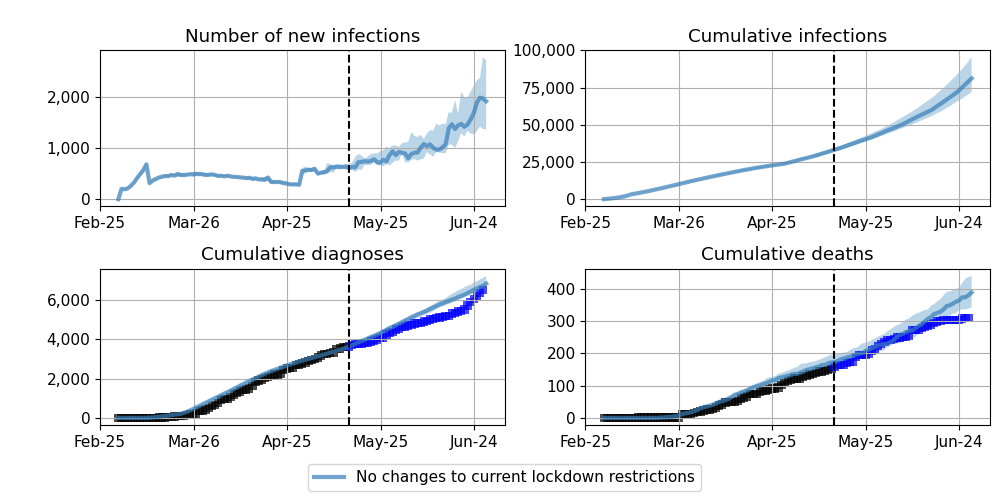 Number of new infections
2,000
1,000
0
Feb-25 Mar-26 Apr-25 May-25 Jun-24
Cumulative infections
100,000
75,000
50,000
25,000
0
Feb-25 Mar-26 Apr-25 May-25 Jun-24
Cumulative diagnoses
6,000
4,000
2,000
0
Feb-25 Mar-26 Apr-25 May-25 Jun-24
Cumulative deaths
400
300
200
100
0
Feb-25 Mar-26 Apr-25 May-25 Jun-24
No changes to current lockdown restrictions